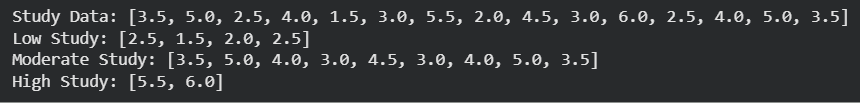 Study Data: [3.5, 5.0, 2.5, 4.0, 1.5, 3.0, 5.5, 2.0, 4.5, 3.0, 6.0, 2.5, 4.0, 5.0, 3.5]
Low Study: [2.5, 1.5, 2.0, 2.5]
Moderate Study: [3.5, 5.0, 4.0, 3.0, 4.5, 3.0, 4.0, 5.0, 3.5]
High Study: [5.5, 6.0]